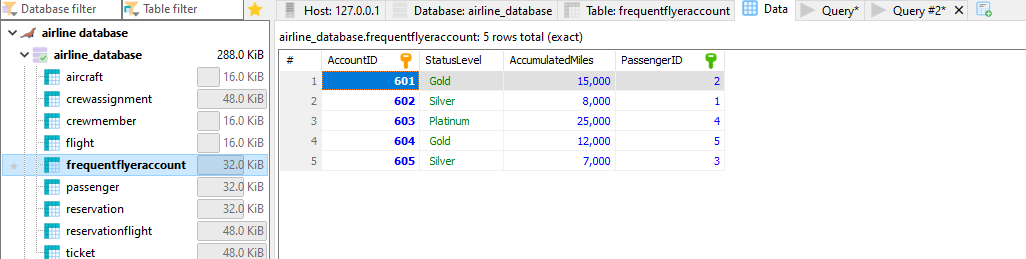 Database filter Table filter Host: 127.0.0.1 Database: airline_database Table: frequentflyeraccount Data Query* Query #2*
airline database
airline_database 288.0 KiB
aircraft 16.0 KiB
crewassignment 48.0 KiB
crewmember 16.0 KiB
flight 16.0 KiB
frequentflyeraccount 32.0 KiB
passenger 32.0 KiB
reservation 32.0 KiB
reservationflight 48.0 KiB
ticket 48.0 KiB
airline_database.frequentflyeraccount: 5 rows total (exact)
# AccountID StatusLevel AccumulatedMiles PassengerID
1 601 Gold 15,000 2
2 602 Silver 8,000 1
3 603 Platinum 25,000 4
4 604 Gold 12,000 5
5 605 Silver 7,000 3